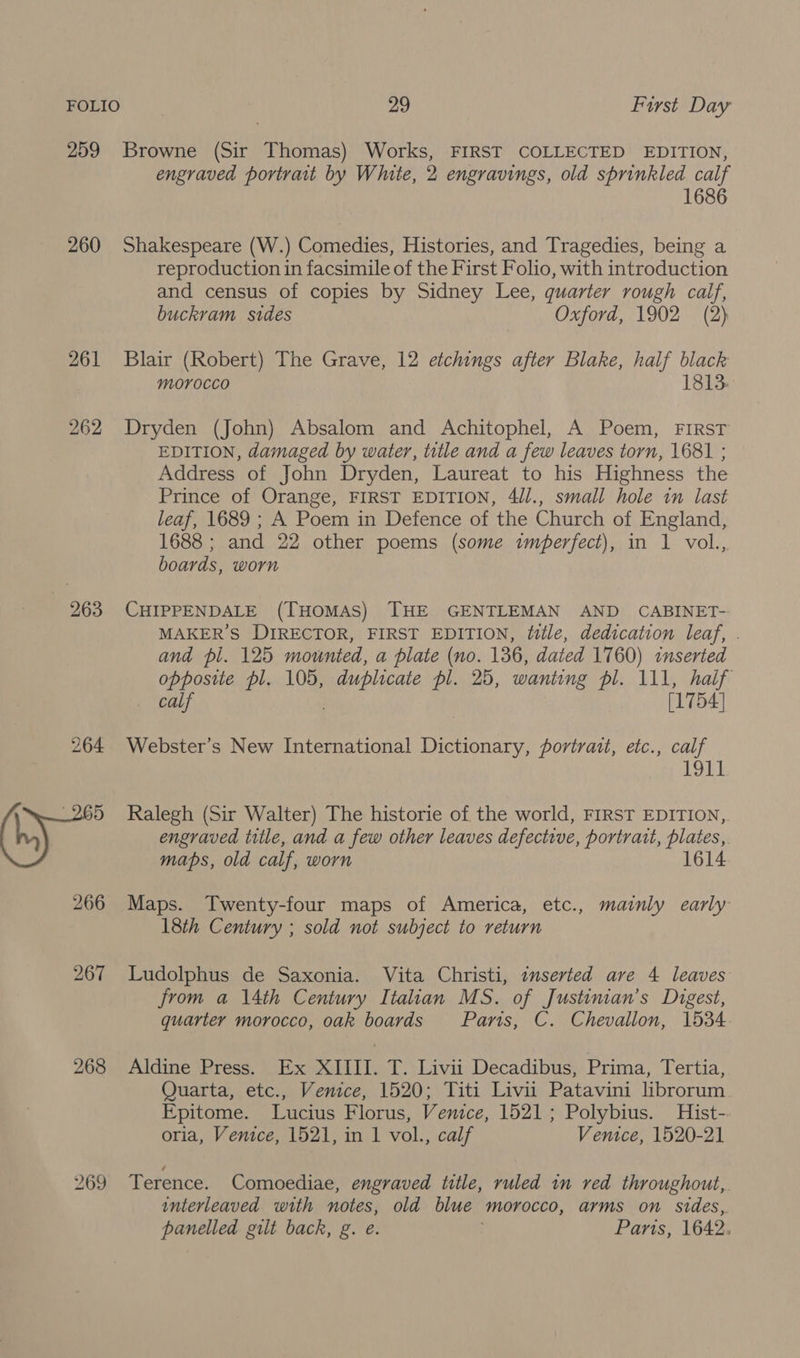 FOLIO 29 First Day
259 Browne (Sir Thomas) Works, FIRST COLLECTED EDITION,
engraved portrait by White, 2 engravings, old sprinkled calf
1686
260 Shakespeare (W.) Comedies, Histories, and Tragedies, being a
reproduction in facsimile of the First Folio, with introduction
and census of copies by Sidney Lee, quarter rough calf,
buckram sides Oxford, 1902 (2)
261 Blair (Robert) The Grave, 12 etchings after Blake, half black
morocco 1813
262 Dryden (John) Absalom and Achitophel, A Poem, FIRST
EDITION, damaged by water, title and a few leaves torn, 1681 ;
Address of John Dryden, Laureat to his Highness the
Prince of Orange, FIRST EDITION, 4ll., small hole in last
leaf, 1689 ; A Poem in Defence of the Church of England,
1688 ; and 22 other poems (some imperfect), in 1 vol.,
boards, worn
263 CHIPPENDALE (THOMAS) THE GENTLEMAN AND CABINET-
MAKER'S DIRECTOR, FIRST EDITION, title, dedication leaf,
and pl. 125 mounted, a plate (no. 136, dated 1760) inserted
opposite pl. 105, duplicate pl. 25, wanting pl. 111, half
calf [1754]
264 Webster's New International Dictionary, portrait, etc., calf
1911
265 Ralegh (Sir Walter) The historie of the world, FIRST EDITION,
engraved title, and a few other leaves defective, portrait, plates,
maps, old calf, worn 1614
266 Maps. Twenty-four maps of America, etc., mainly early
18th Century ; sold not subject to return
267 Ludolphus de Saxonia. Vita Christi, inserted are 4 leaves
from a 14th Century Italian MS. of Justinian's Digest,
quarter morocco, oak boards Paris, C. Chevallon, 1534
268 Aldine Press. Ex XIIII. T. Livii Decadibus, Prima, Tertia,
Quarta, etc., Venice, 1520; Titi Livii Patavini librorum
Epitome. Lucius Florus, Venice, 1521 ; Polybius. Hist-
oria, Venice, 1521, in 1 vol., calf Venice, 1520-21
269 Terence. Comoediae, engraved title, ruled in red throughout,
interleaved with notes, old blue morocco, arms on sides,
panelled gilt back, g. e. Paris, 1642.